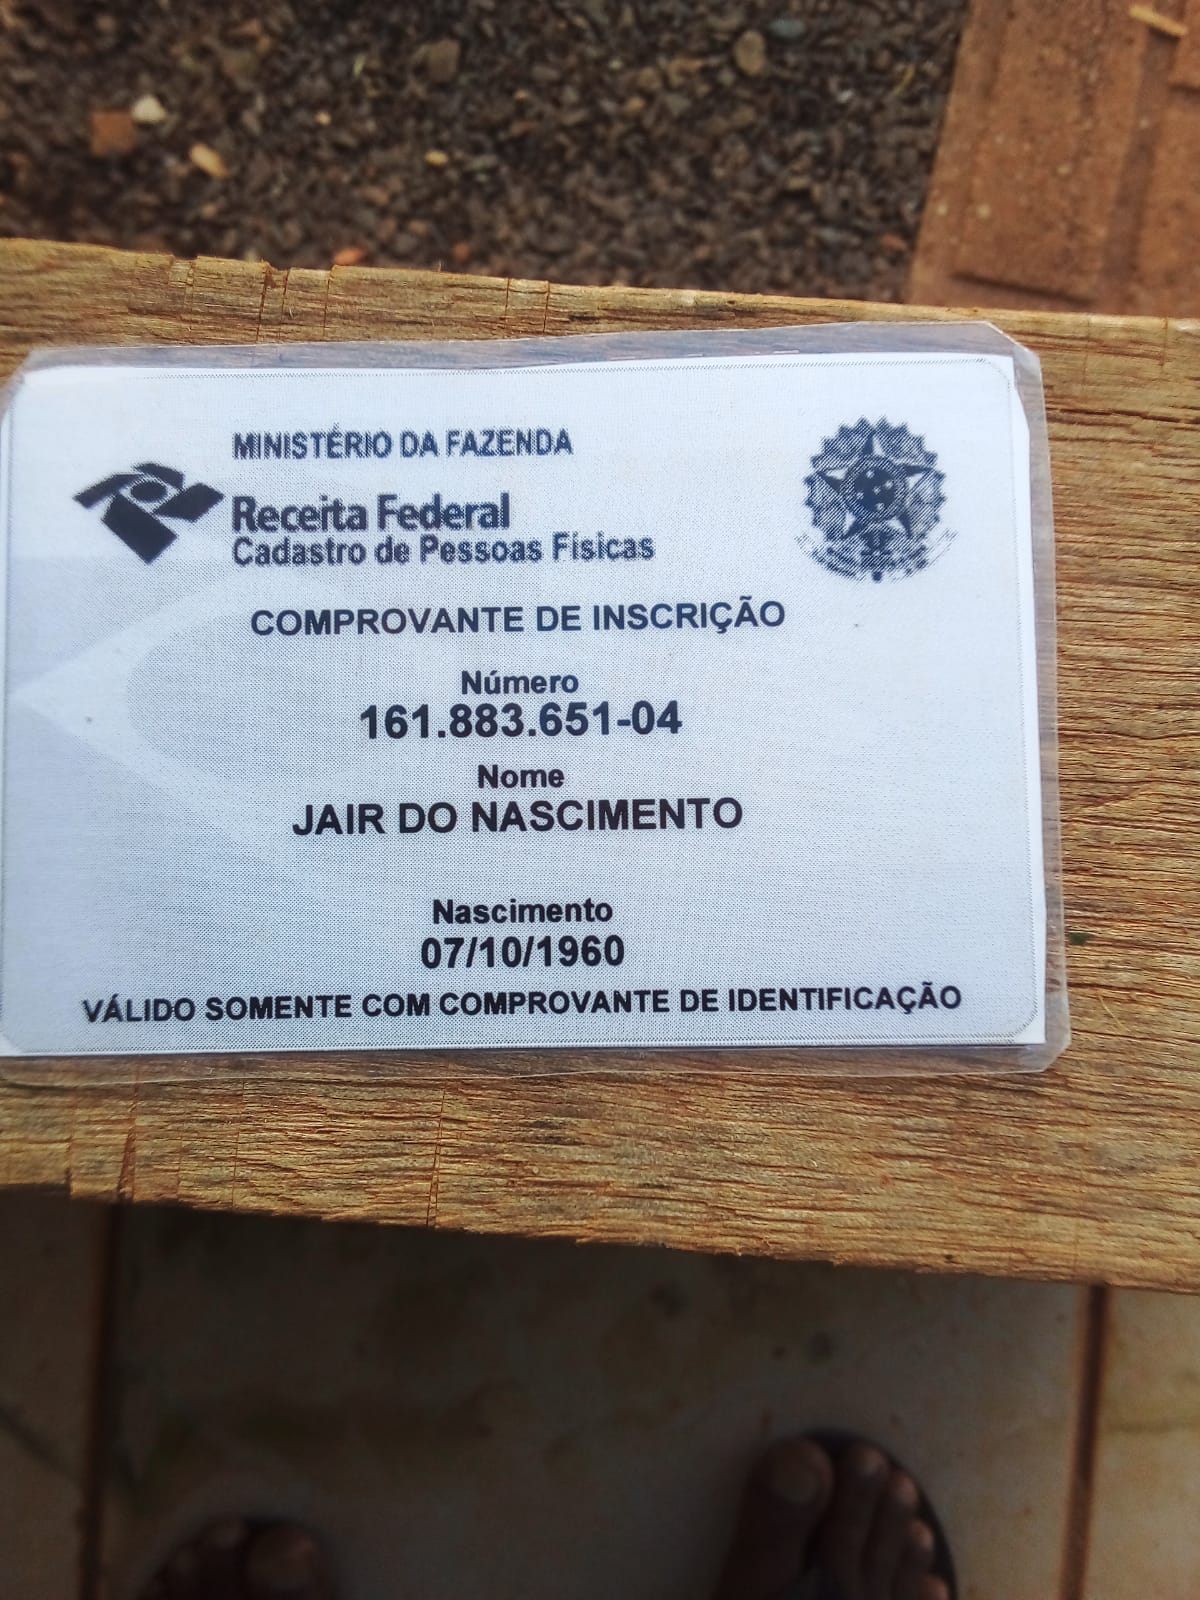 MINISTÉRIO DA FAZENDA
Receita Federal
Cadastro de Pessoas Físicas
COMPROVANTE DE INSCRIÇÃO
Número
161.883.651-04
Nome
JAIR DO NASCIMENTO
Nascimento
07/10/1960
VÁLIDO SOMENTE COM COMPROVANTE DE IDENTIFICAÇÃO